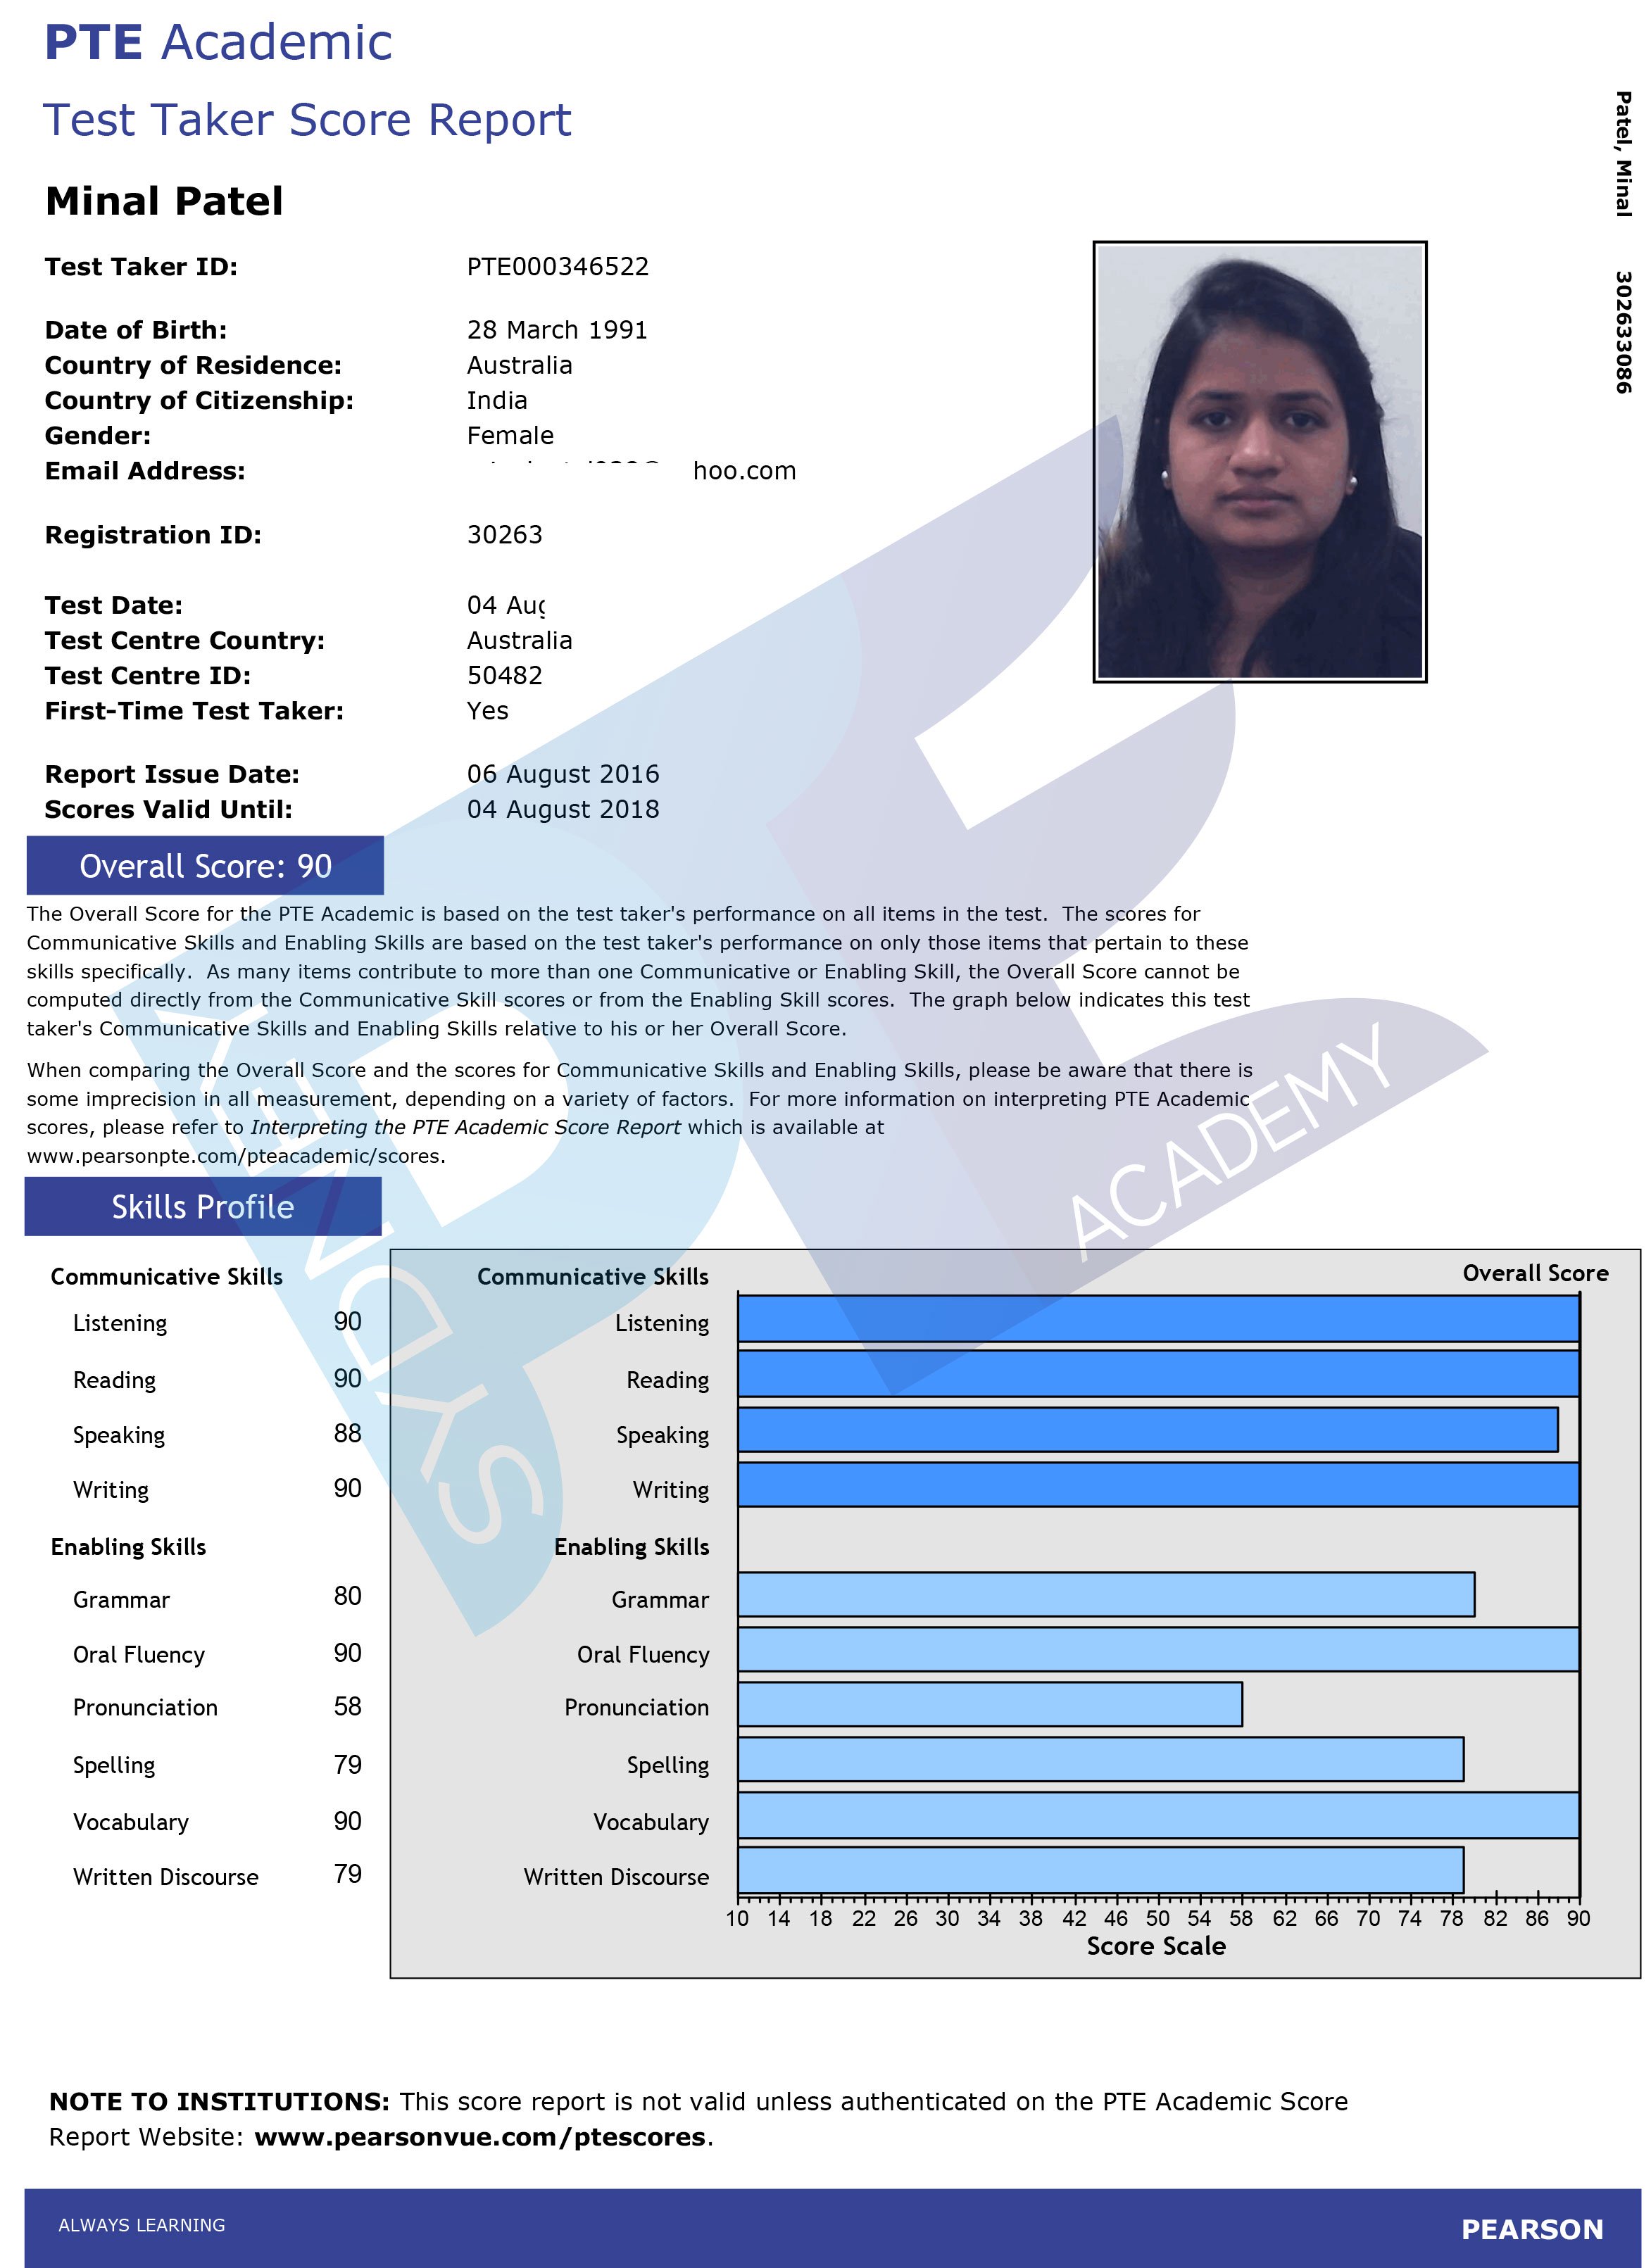 PTE Academic
Test Taker Score Report
Patel, Minal 302633086
Minal Patel
Test Taker ID: PTE000346522
Date of Birth: 28 March 1991
Country of Residence: Australia
Country of Citizenship: India
Gender: Female
Email Address: hoo.com
Registration ID: 30263
Test Date: 04 Aug
Test Centre Country: Australia
Test Centre ID: 50482
First-Time Test Taker: Yes
Report Issue Date: 06 August 2016
Scores Valid Until: 04 August 2018
Overall Score: 90
The Overall Score for the PTE Academic is based on the test taker's performance on all items in the test. The scores for
Communicative Skills and Enabling Skills are based on the test taker's performance on only those items that pertain to these
skills specifically. As many items contribute to more than one Communicative or Enabling Skill, the Overall Score cannot be
computed directly from the Communicative Skill scores or from the Enabling Skill scores. The graph below indicates this test
taker's Communicative Skills and Enabling Skills relative to his or her Overall Score.
When comparing the Overall Score and the scores for Communicative Skills and Enabling Skills, please be aware that there is
some imprecision in all measurement, depending on a variety of factors. For more information on interpreting PTE Academic
scores, please refer to Interpreting the PTE Academic Score Report which is available at
www.pearsonpte.com/pteacademic/scores.
SYDNEY
ACADEMY
Skills Profile
Communicative Skills
Listening 90
Reading 90
Speaking 88
Writing 90
Enabling Skills
Grammar 80
Oral Fluency 90
Pronunciation 58
Spelling 79
Vocabulary 90
Written Discourse 79
Communicative Skills
Overall Score
Listening
Reading
Speaking
Writing
Enabling Skills
Grammar
Oral Fluency
Pronunciation
Spelling
Vocabulary
Written Discourse
10 14 18 22 26 30 34 38 42 46 50 54 58 62 66 70 74 78 82 86 90
Score Scale
NOTE TO INSTITUTIONS: This score report is not valid unless authenticated on the PTE Academic Score
Report Website: www.pearsonvue.com/ptescores.
ALWAYS LEARNING
PEARSON